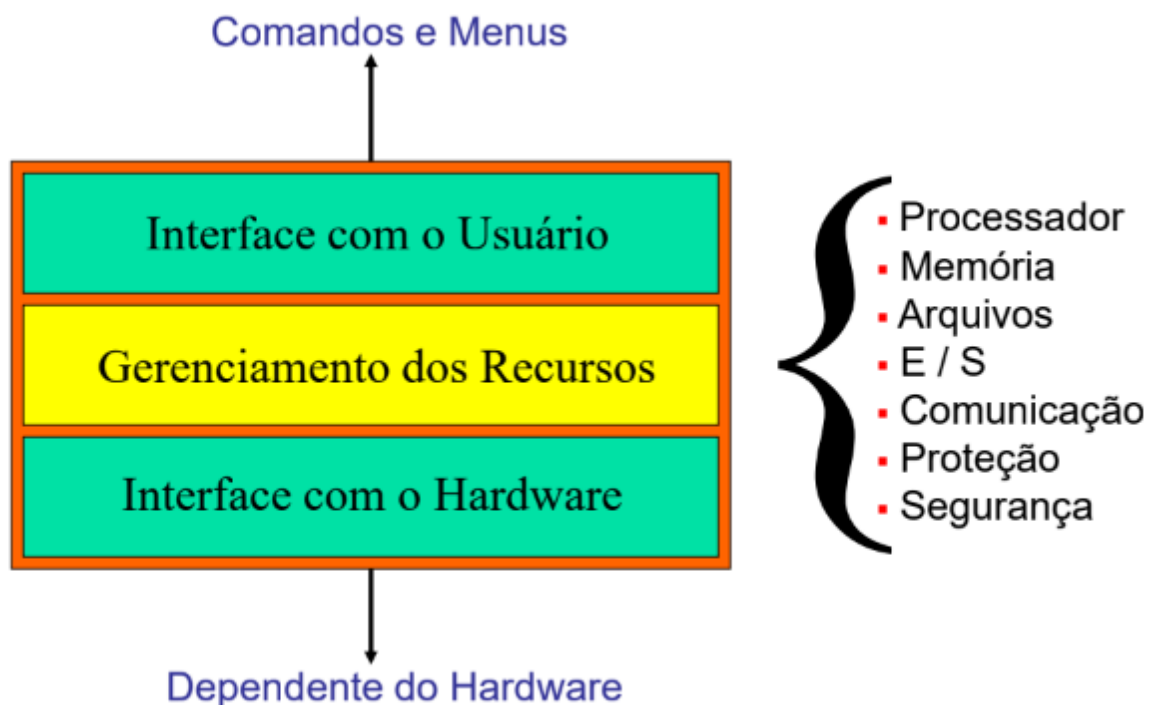 Comandos e Menus
Interface com o Usuário
Gerenciamento dos Recursos
Interface com o Hardware
Dependente do Hardware
Processador
Memória
Arquivos
E / S
Comunicação
Proteção
Segurança